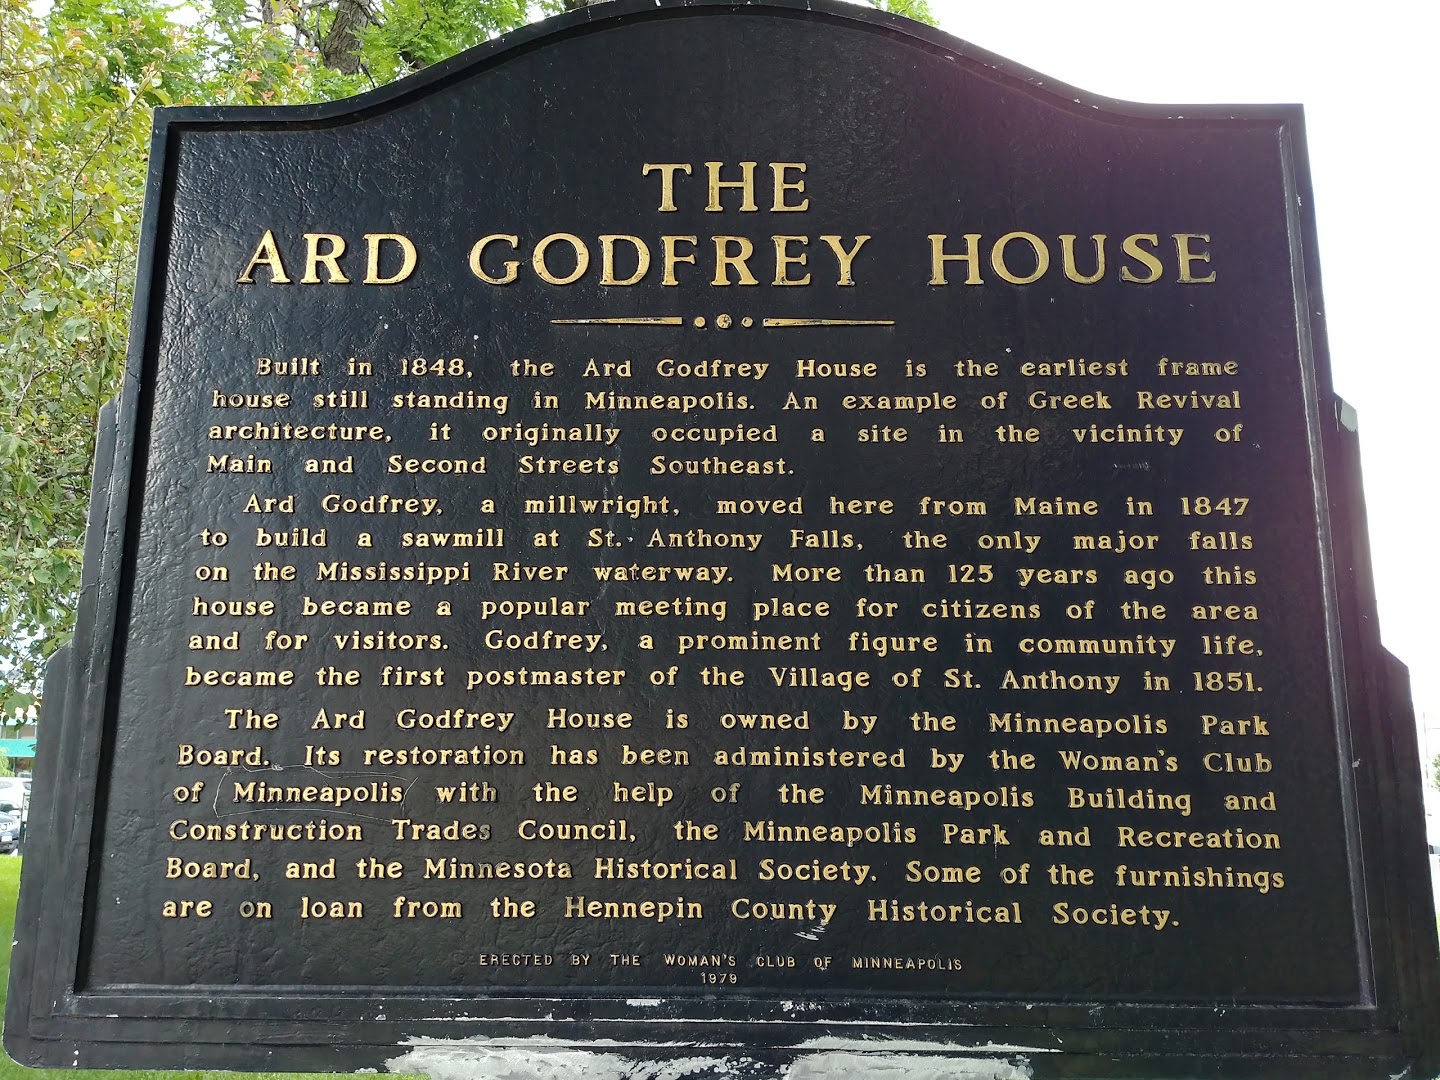 THE
ARD GODFREY HOUSE
Built in 1848, the Ard Godfrey House is the earliest frame
house still standing in Minneapolis. An example of Greek Revival
architecture, it originally occupied a site in the vicinity of
Main and Second Streets Southeast.
Ard Godfrey, a millwright, moved here from Maine in 1847
to build a sawmill at St. Anthony Falls, the only major falls
on the Mississippi River waterway. More than 125 years ago this
house became a popular meeting place for citizens of the area
and for visitors. Godfrey, a prominent figure in community life,
became the first postmaster of the Village of St. Anthony in 1851.
The Ard Godfrey House is owned by the Minneapolis Park
Board. Its restoration has been administered by the Woman's Club
of Minneapolis with the help of the Minneapolis Building and
Construction Trades Council, the Minneapolis Park and Recreation
Board, and the Minnesota Historical Society. Some of the furnishings
are on loan from the Hennepin County Historical Society.
ERECTED BY THE WOMAN'S CLUB OF MINNEAPOLIS
1979